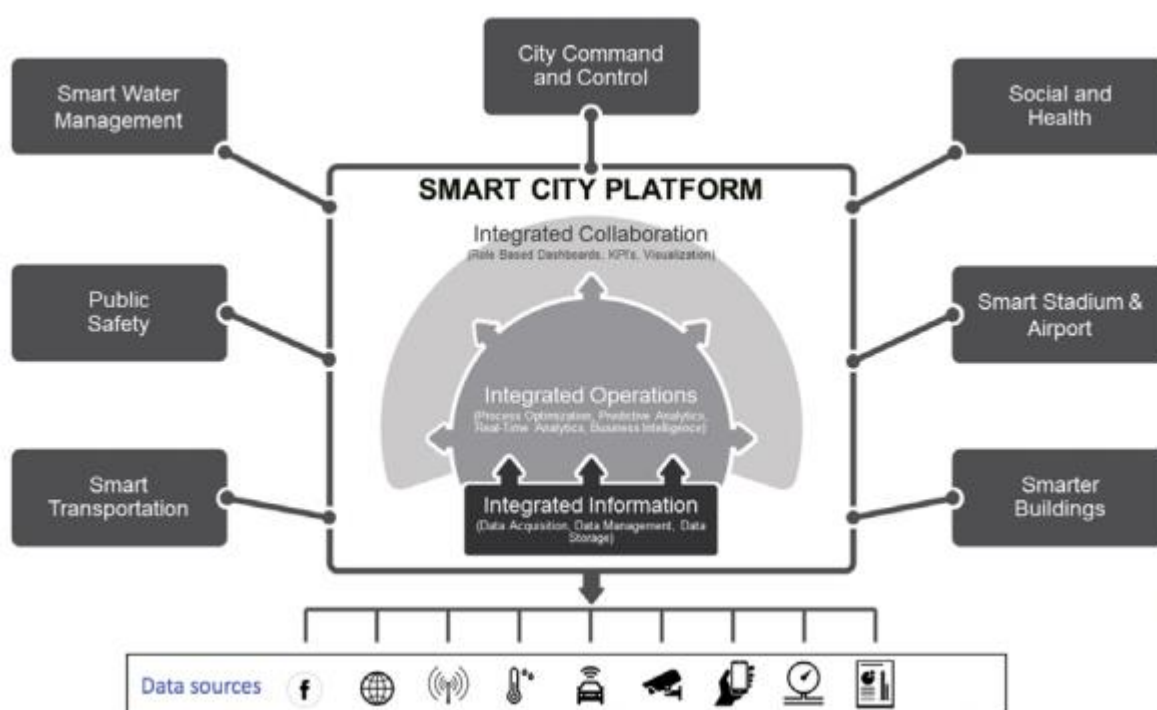 City Command
and Control
Smart Water
Management
Social and
Health
SMART CITY PLATFORM
Integrated Collaboration
(Role Based Dashboards, KPI's, Visualization)
Public
Safety
Smart Stadium &
Airport
Integrated Operations
(Process Optimization, Predictive Analytics,
Real-Time Analytics, Business Intelligence)
Smart
Transportation
Integrated Information
(Data Acquisition, Data Management, Data
Storage)
Smarter
Buildings
Data sources
f